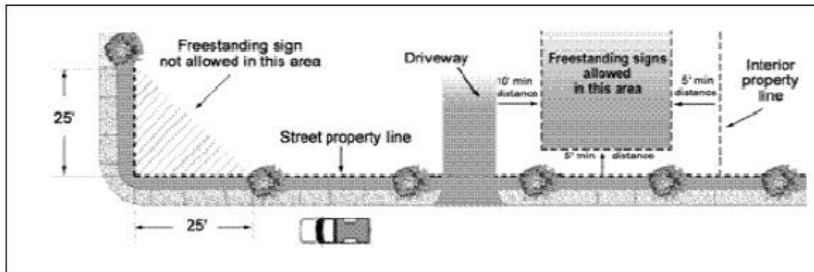 Freestanding sign
not allowed in this area
25'
25'
Street property line
Driveway
10' min
distance
Freestanding signs
allowed
in this area
5' min
distance
Interior
property
line
5' min distance